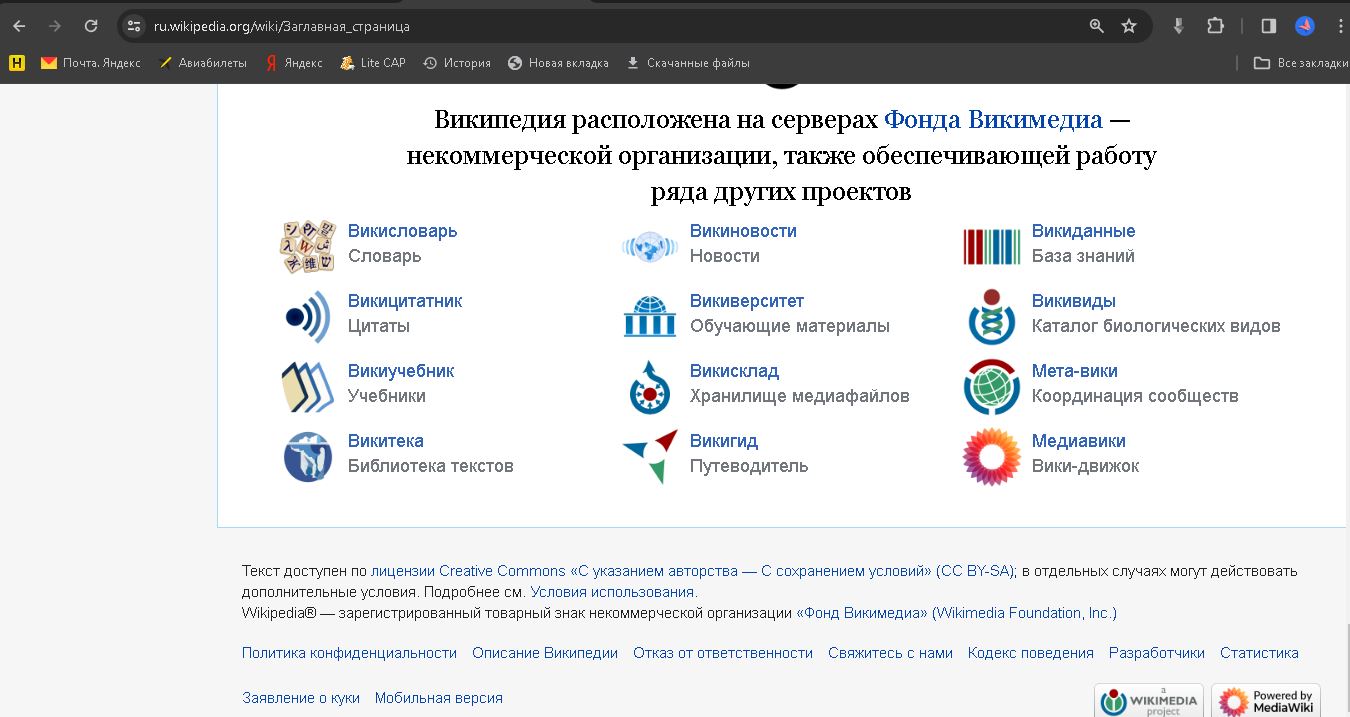 ru.wikipedia.org/wiki/Заглавная_страница
Почта. Яндекс Авиабилеты Яндекс Lite CAP История Новая вкладка Скачанные файлы Все закладки
Википедия расположена на серверах Фонда Викимедиа —
некоммерческой организации, также обеспечивающей работу
ряда других проектов
Викисловарь
Словарь
Викиновости
Новости
Викиданные
База знаний
Викицитатник
Цитаты
Викиверситет
Обучающие материалы
Викивиды
Каталог биологических видов
Викиучебник
Учебники
Викисклад
Хранилище медиафайлов
Мета-вики
Координация сообществ
Викитека
Библиотека текстов
Викигид
Путеводитель
Медиавики
Вики-движок
Текст доступен по лицензии Creative Commons «С указанием авторства — С сохранением условий» (CC BY-SA); в отдельных случаях могут действовать
дополнительные условия. Подробнее см. Условия использования.
Wikipedia® — зарегистрированный товарный знак некоммерческой организации «Фонд Викимедиа» (Wikimedia Foundation, Inc.)
Политика конфиденциальности Описание Википедии Отказ от ответственности Свяжитесь с нами Кодекс поведения Разработчики Статистика
Заявление о куки Мобильная версия
a
WIKIMEDIA
project
Powered by
MediaWiki